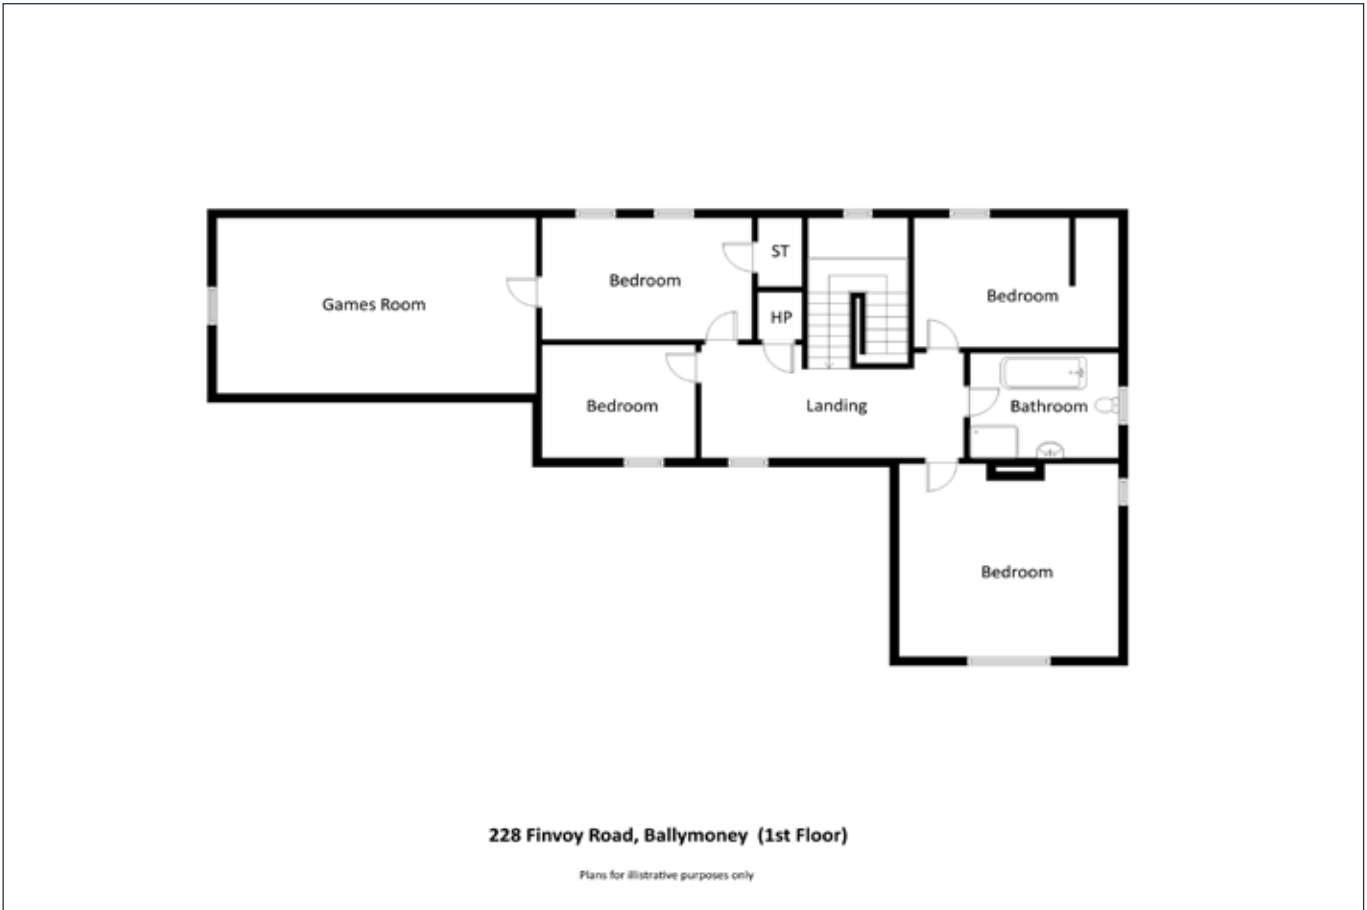 ST
Bedroom
Bedroom
Games Room
HP
Bedroom
Landing
Bathroom
Bedroom
228 Finvoy Road, Ballymoney (1st Floor)
Plans for illistrative purposes only